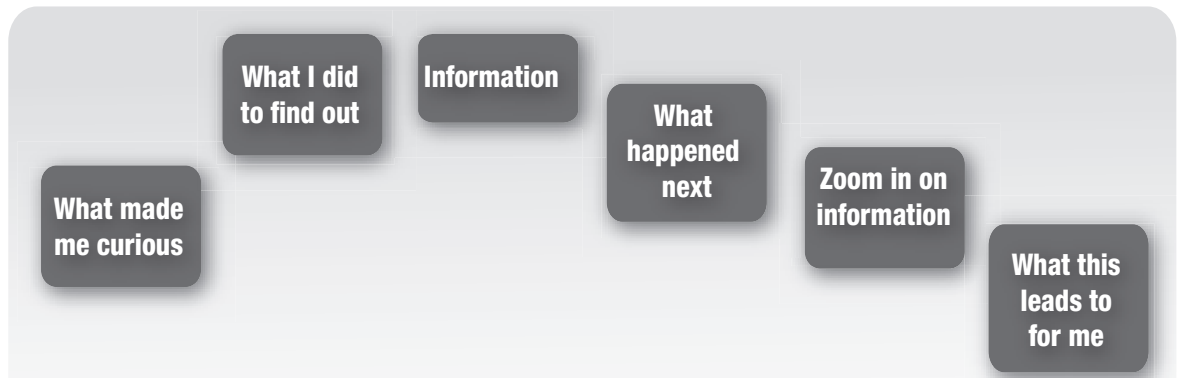 What made
me curious
What I did
to find out
Information
What
happened
next
Zoom in on
information
What this
leads to
for me